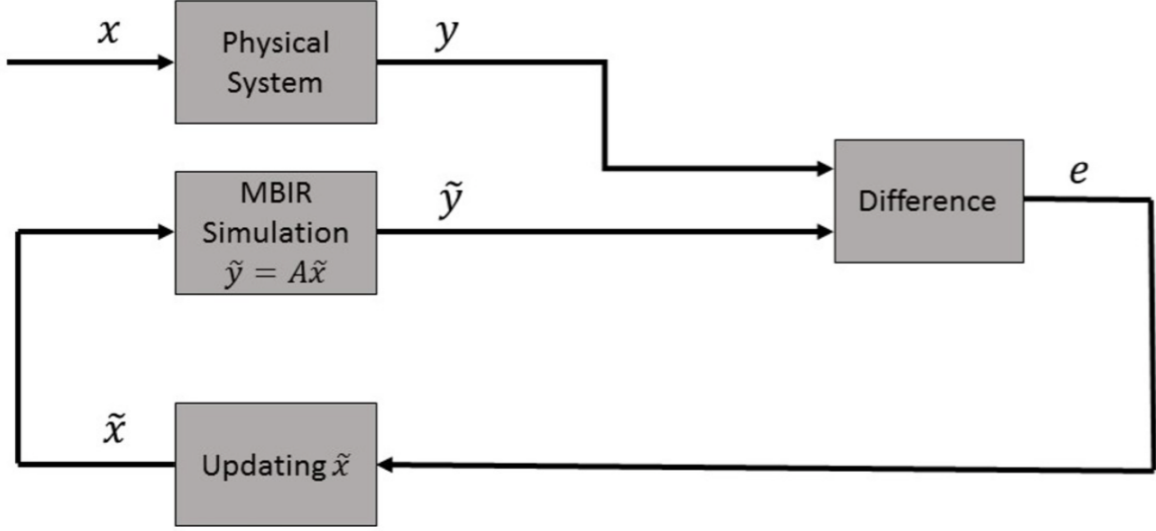 x
Physical
System
y
MBIR
Simulation
ỹ = Ax̃
ỹ
Difference
e
x̃
Updating x̃